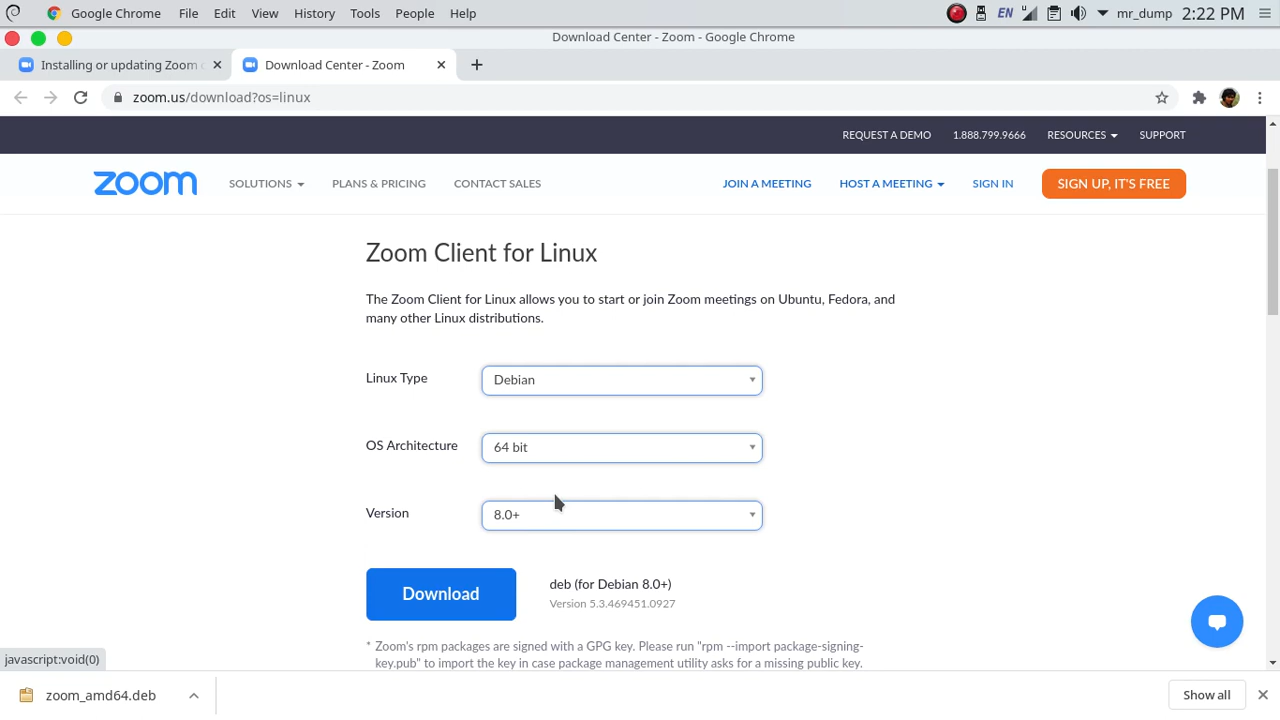 Google Chrome File Edit View History Tools People Help EN mr_dump 2:22 PM
Download Center - Zoom - Google Chrome
Installing or updating Zoom Download Center - Zoom
zoom.us/download?os=linux
REQUEST A DEMO 1.888.799.9666 RESOURCES SUPPORT
zoom SOLUTIONS PLANS & PRICING CONTACT SALES JOIN A MEETING HOST A MEETING SIGN IN SIGN UP, IT'S FREE
Zoom Client for Linux
The Zoom Client for Linux allows you to start or join Zoom meetings on Ubuntu, Fedora, and
many other Linux distributions.
Linux Type Debian
OS Architecture 64 bit
Version 8.0+
Download deb (for Debian 8.0+)
Version 5.3.469451.0927
* Zoom's rpm packages are signed with a GPG key. Please run "rpm --import package-signing-
key.pub" to import the key in case package management utility asks for a missing public key.
javascript:void(0)
zoom_amd64.deb Show all